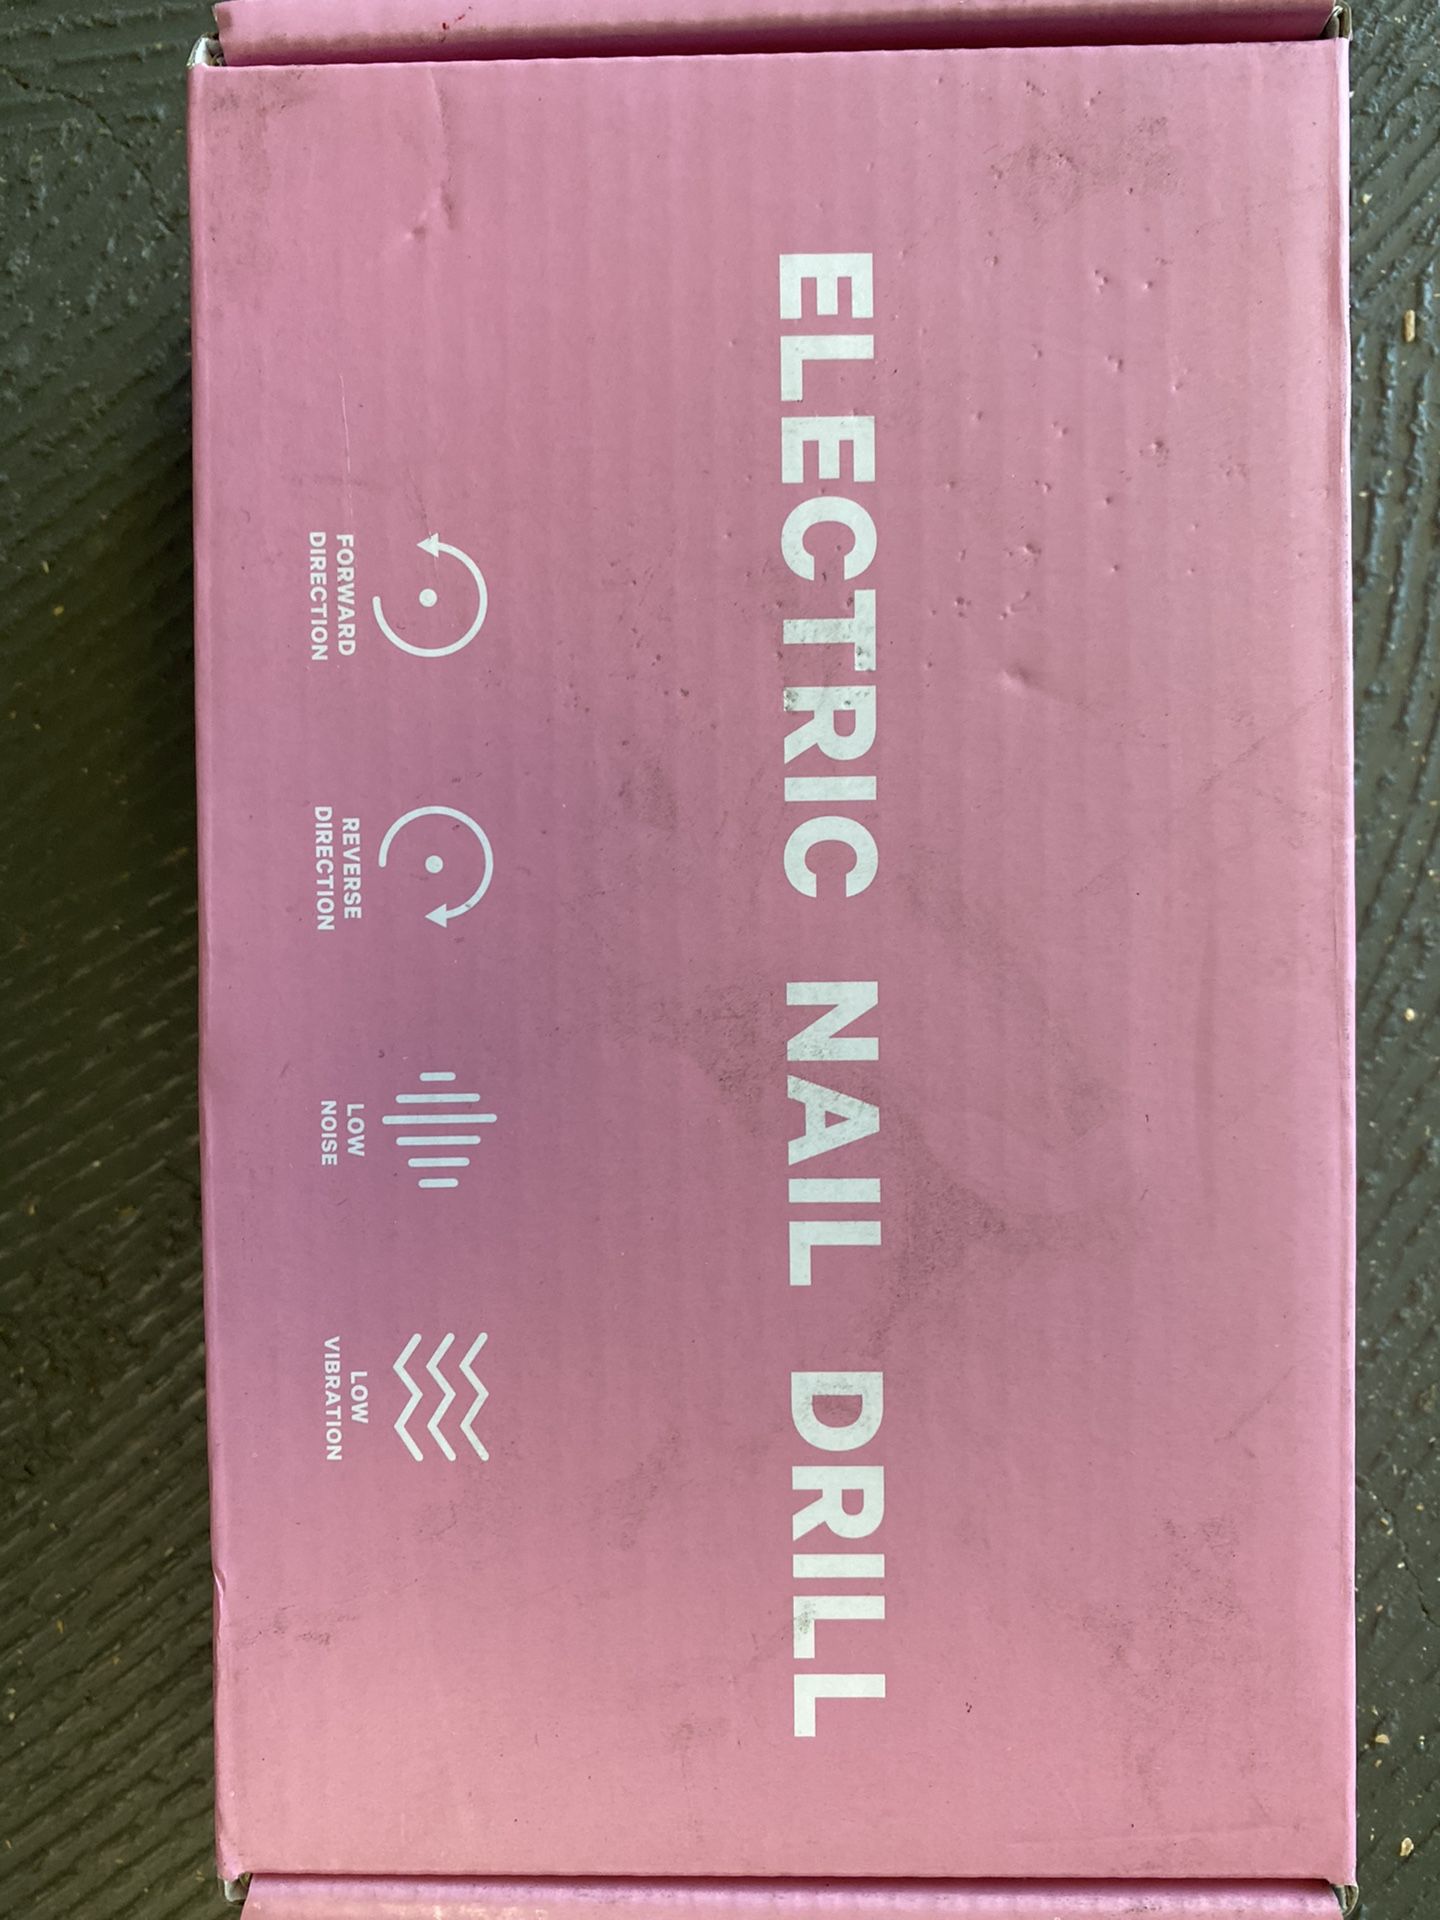 ELECTRIC NAIL DRILL
FORWARD
DIRECTION
REVERSE
DIRECTION
LOW
NOISE
LOW
VIBRATION